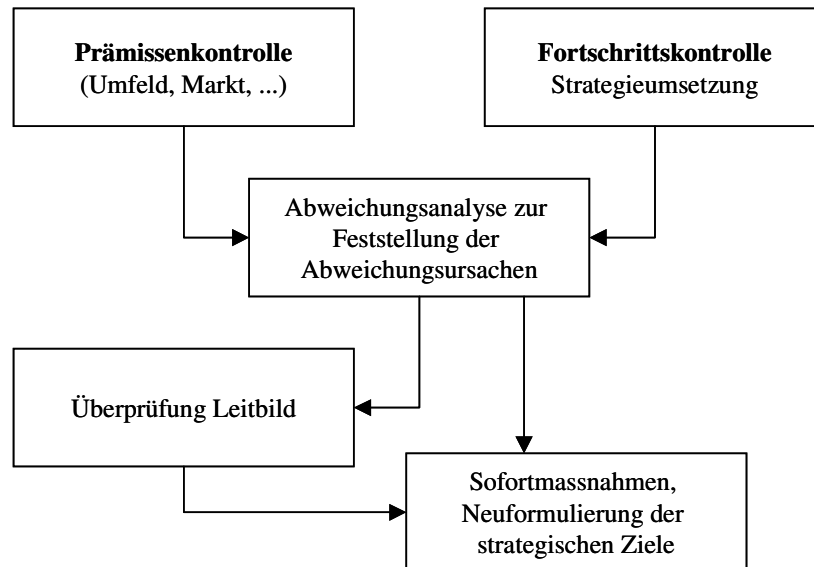 Prämissenkontrolle
(Umfeld, Markt, ...)
Fortschrittskontrolle
Strategieumsetzung
Abweichungsanalyse zur
Feststellung der
Abweichungsursachen
Überprüfung Leitbild
Sofortmassnahmen,
Neuformulierung der
strategischen Ziele